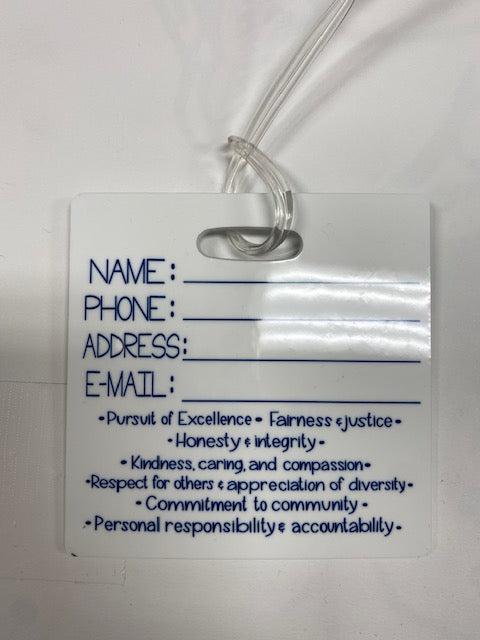 NAME:
PHONE:
ADDRESS:
E-MAIL:
•Pursuit of Excellence• Fairness & justice•
•Honesty & integrity•
•Kindness, caring, and compassion•
•Respect for others & appreciation of diversity•
•Commitment to community•
•Personal responsibility & accountability•